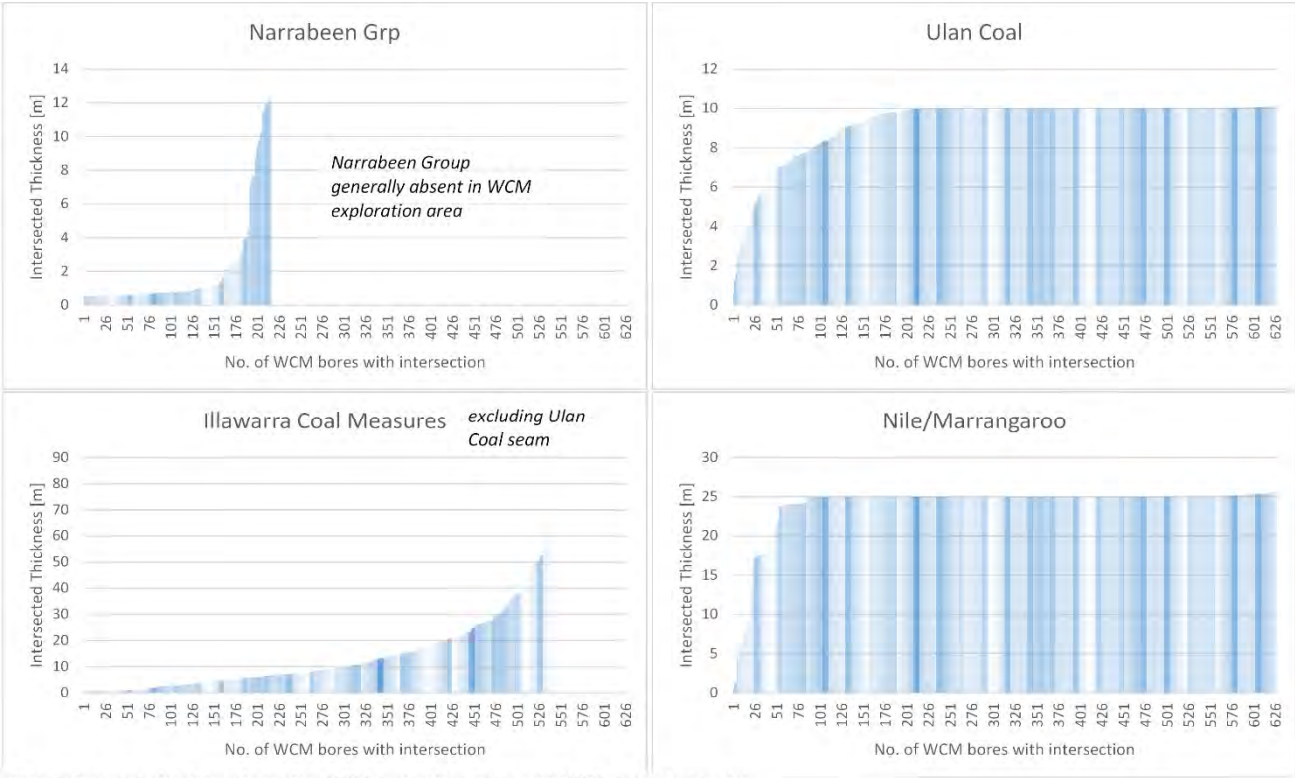 Narrabeen Grp
14
12
10
8
6
4
2
0
Intersected Thickness [m]
Narrabeen Group
generally absent in WCM
exploration area
1 26 51 76 101 126 151 176 201 226 251 276 301 326 351 376 401 426 451 476 501 526 551 576 601 626
No. of WCM bores with intersection
Ulan Coal
12
10
8
6
4
2
0
Intersected Thickness [m]
1 26 51 76 101 126 151 176 201 226 251 276 301 326 351 376 401 426 451 476 501 526 551 576 601 626
No. of WCM bores with intersection
Illawarra Coal Measures
excluding Ulan
Coal seam
90
80
70
60
50
40
30
20
10
0
Intersected Thickness [m]
1 26 51 76 101 126 151 176 201 226 251 276 301 326 351 376 401 426 451 476 501 526 551 576 601 626
No. of WCM bores with intersection
Nile/Marrangaroo
30
25
20
15
10
5
0
Intersected Thickness [m]
1 26 51 76 101 126 151 176 201 226 251 276 301 326 351 376 401 426 451 476 501 526 551 576 601 626
No. of WCM bores with intersection